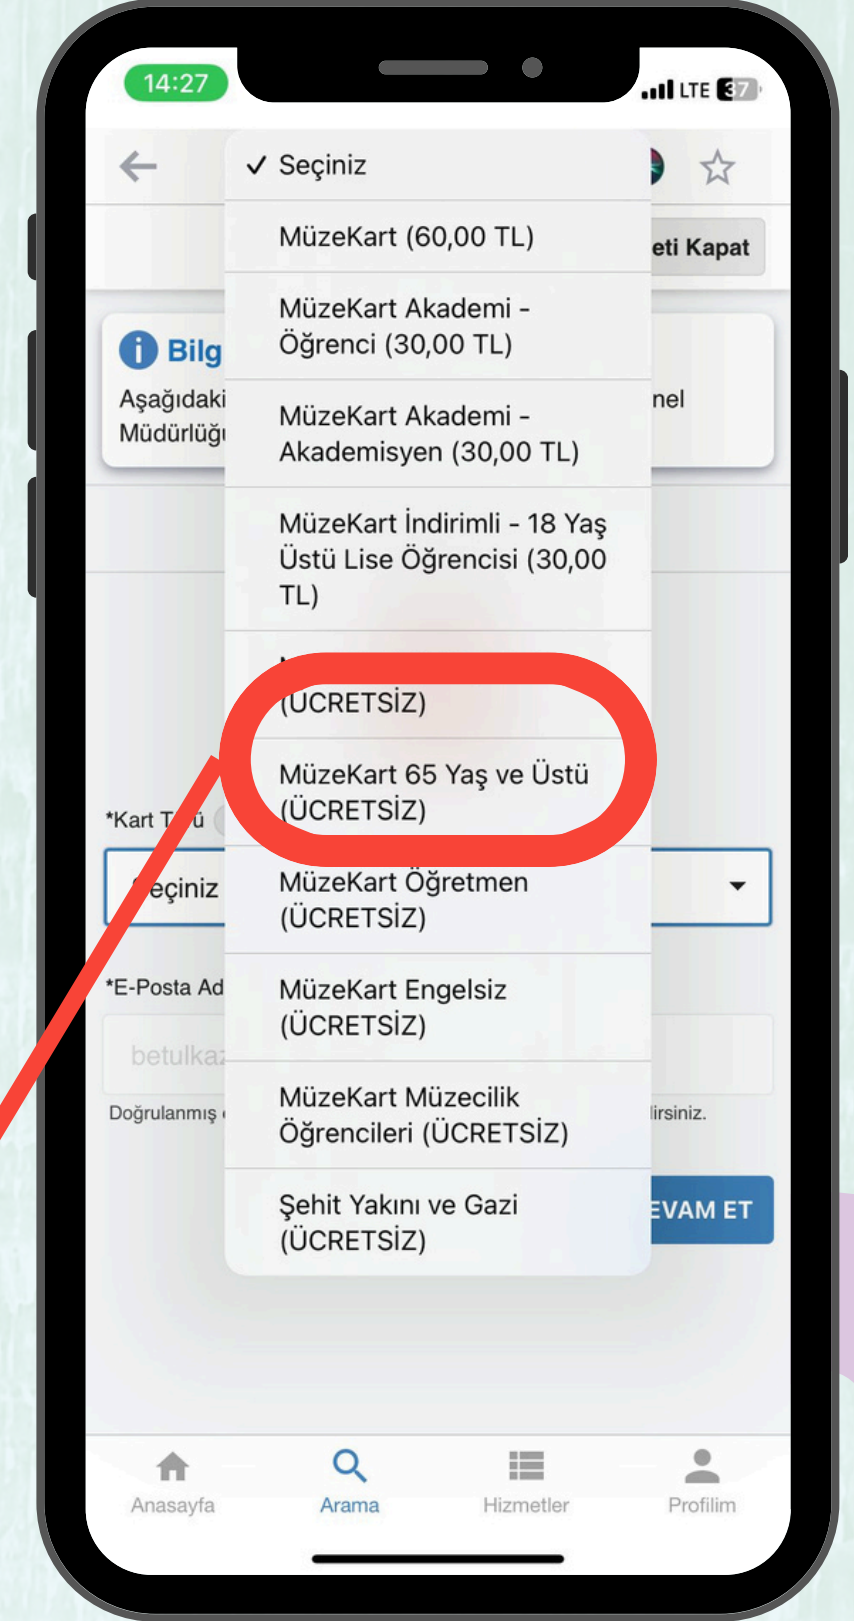 14:27
LTE 37
✓ Seçiniz
MüzeKart (60,00 TL)
eti Kapat
MüzeKart Akademi -
Öğrenci (30,00 TL)
Bilg
Aşağıdaki
nel
Müdürlüğü
MüzeKart Akademi -
Akademisyen (30,00 TL)
MüzeKart İndirimli - 18 Yaş
Üstü Lise Öğrencisi (30,00
TL)
(ÜCRETSİZ)
MüzeKart 65 Yaş ve Üstü
(ÜCRETSİZ)
*Kart
Seçiniz
MüzeKart Öğretmen
(ÜCRETSİZ)
*E-Posta Ad
MüzeKart Engelsiz
(ÜCRETSİZ)
betulkaz
Doğrulanmış
lirsiniz.
MüzeKart Müzecilik
Öğrencileri (ÜCRETSİZ)
Şehit Yakını ve Gazi
(ÜCRETSİZ)
EVAM ET
Anasayfa
Arama
Hizmetler
Profilim